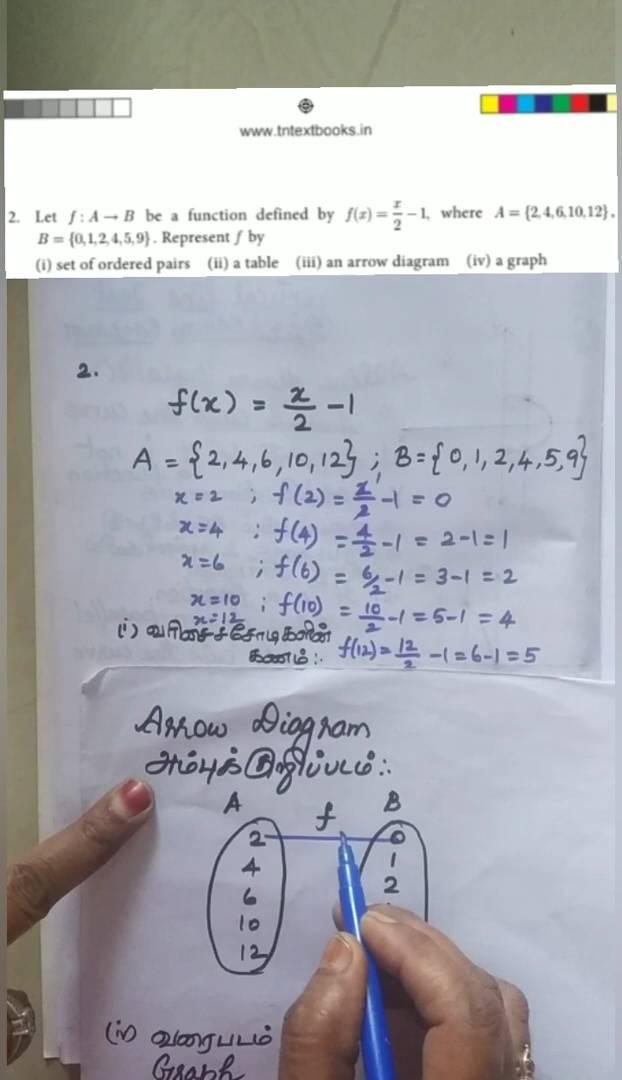 www.tntextbooks.in
2. Let f : A → B be a function defined by f(x) = x/2 − 1, where A = {2,4,6,10,12},
B = {0,1,2,4,5,9}. Represent f by
(i) set of ordered pairs (ii) a table (iii) an arrow diagram (iv) a graph
2.
f(x) = x/2 -1
A = {2,4,6,10,12} ; B={0,1,2,4,5,9}
x=2 ; f(2) = 2/2 -1 = 0
x=4 ; f(4) = 4/2 -1 = 2-1=1
x=6 ; f(6) = 6/2 -1 = 3-1 = 2
x=10 ; f(10) = 10/2 -1 = 5-1 = 4
x=12
(i) வரிசைச்சோடிகளின்
கணம்:. f(12)= 12/2 -1 = 6-1 = 5
Arrow Diagram
அம்புக்குறிப்படம்:.
A f B
2 0
4 1
6 2
10
12
(iv) வரைபடம்
Graph